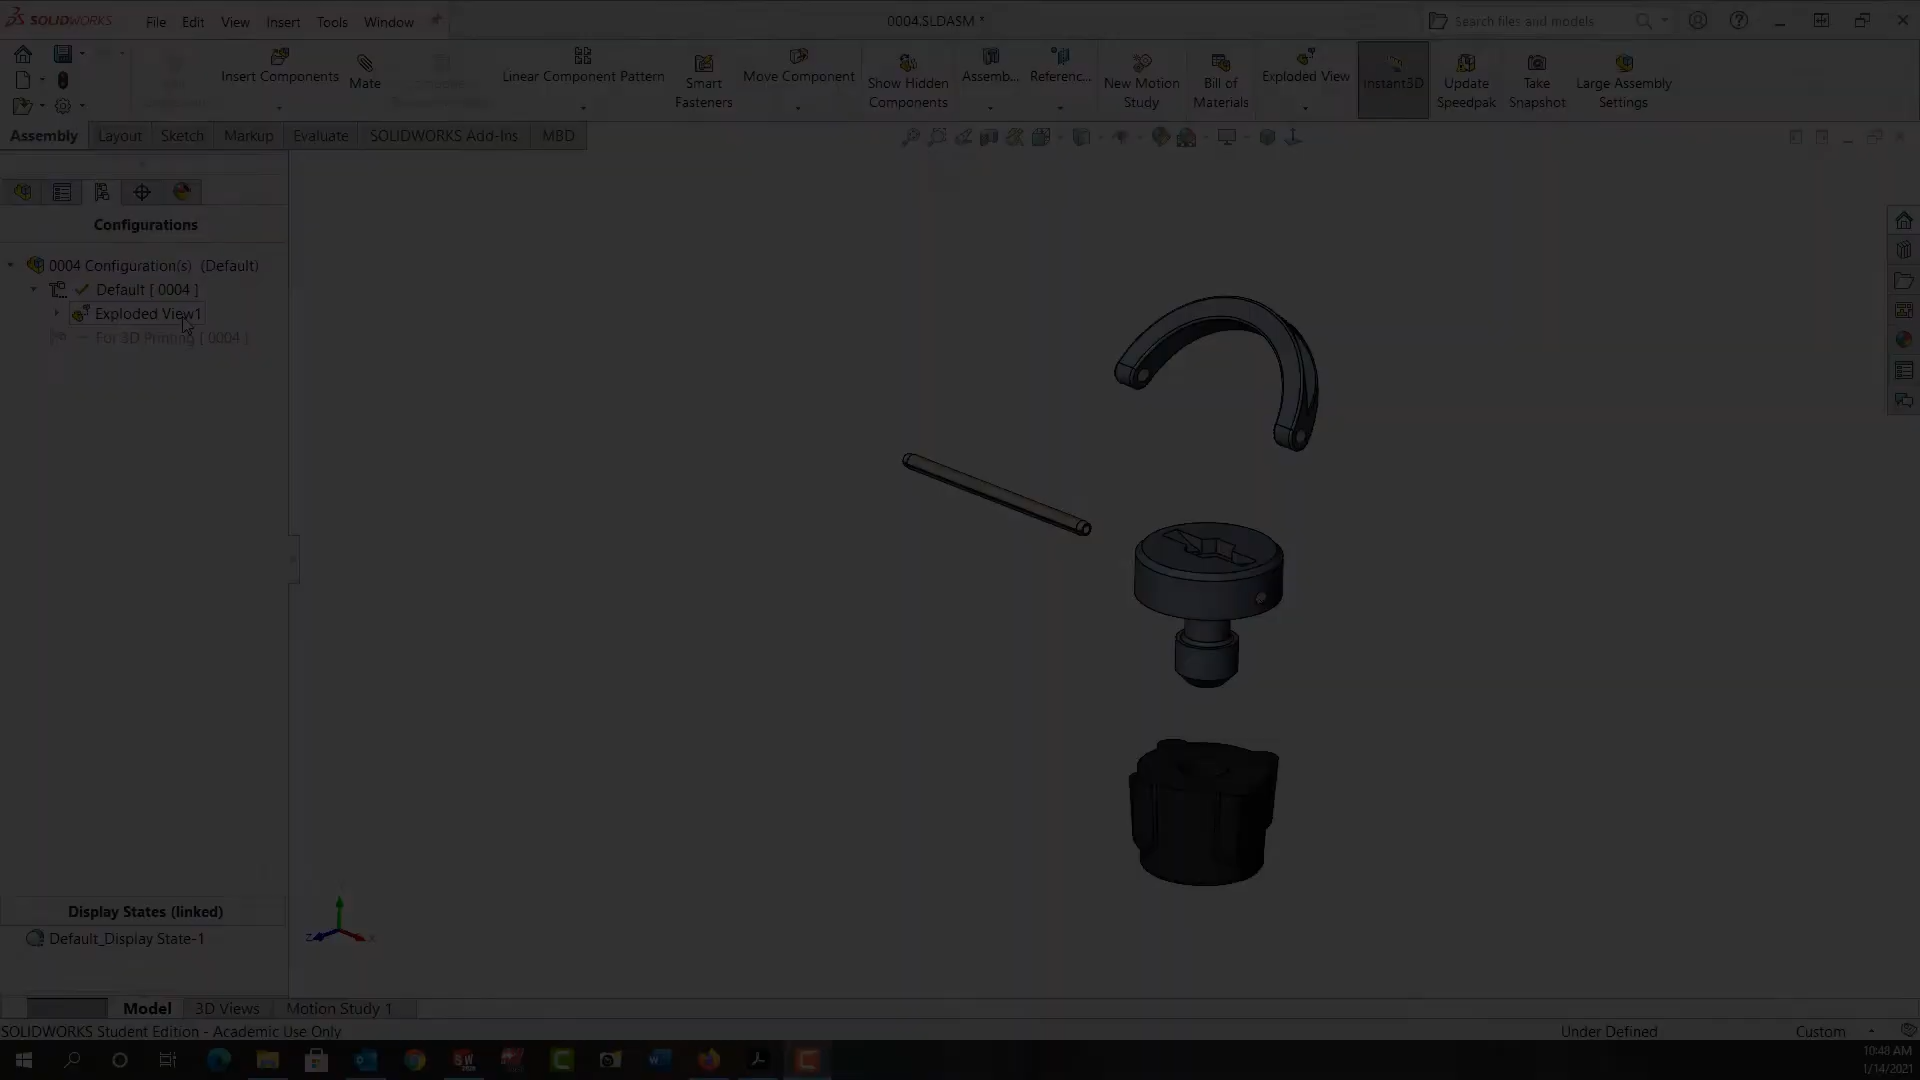 SOLIDWORKS File Edit View Insert Tools Window 0004.SLDASM * Search files and models
Insert Components Mate Linear Component Pattern Smart Fasteners Move Component Show Hidden Components Assemb... Referenc... New Motion Study Bill of Materials Exploded View Instant3D Update Speedpak Take Snapshot Large Assembly Settings
Assembly Layout Sketch Markup Evaluate SOLIDWORKS Add-Ins MBD
Configurations
0004 Configuration(s) (Default)
Default [ 0004 ]
Exploded View1
For 3D Printing [ 0004 ]
Display States (linked)
Default_Display State-1
Model 3D Views Motion Study 1
SOLIDWORKS Student Edition - Academic Use Only Under Defined Custom
10:48 AM
1/14/2021